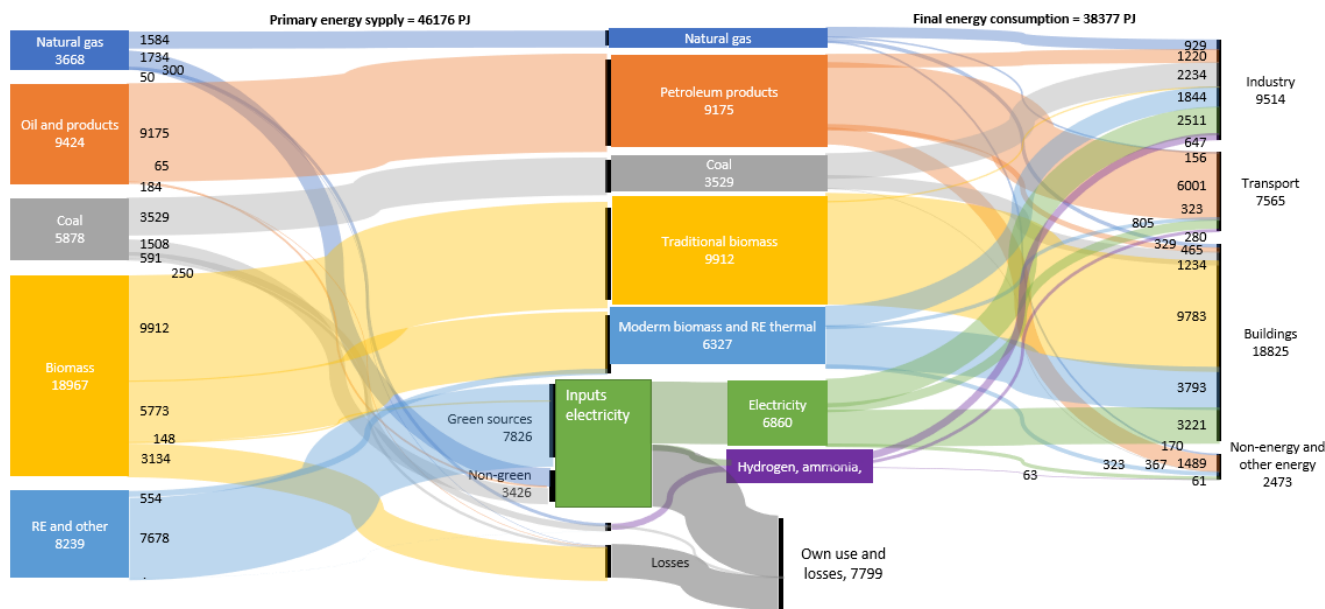 Primary energy sypply = 46176 PJ
Final energy consumption = 38377 PJ
Natural gas
3668
1584
1734
300
50
Oil and products
9424
9175
65
184
Coal
5878
3529
1508
591
250
Biomass
18967
9912
5773
148
3134
RE and other
8239
554
7678
Natural gas
Petroleum products
9175
Coal
3529
Traditional biomass
9912
Moderm biomass and RE thermal
6327
Inputs
electricity
Green sources
7826
Non-green
3426
Losses
Electricity
6860
Hydrogen, ammonia,
Own use and
losses, 7799
929
1220
2234
1844
2511
647
Industry
9514
156
6001
323
805
280
Transport
7565
329
465
1234
9783
3793
3221
Buildings
18825
170
323
367
1489
63
61
Non-energy and
other energy
2473